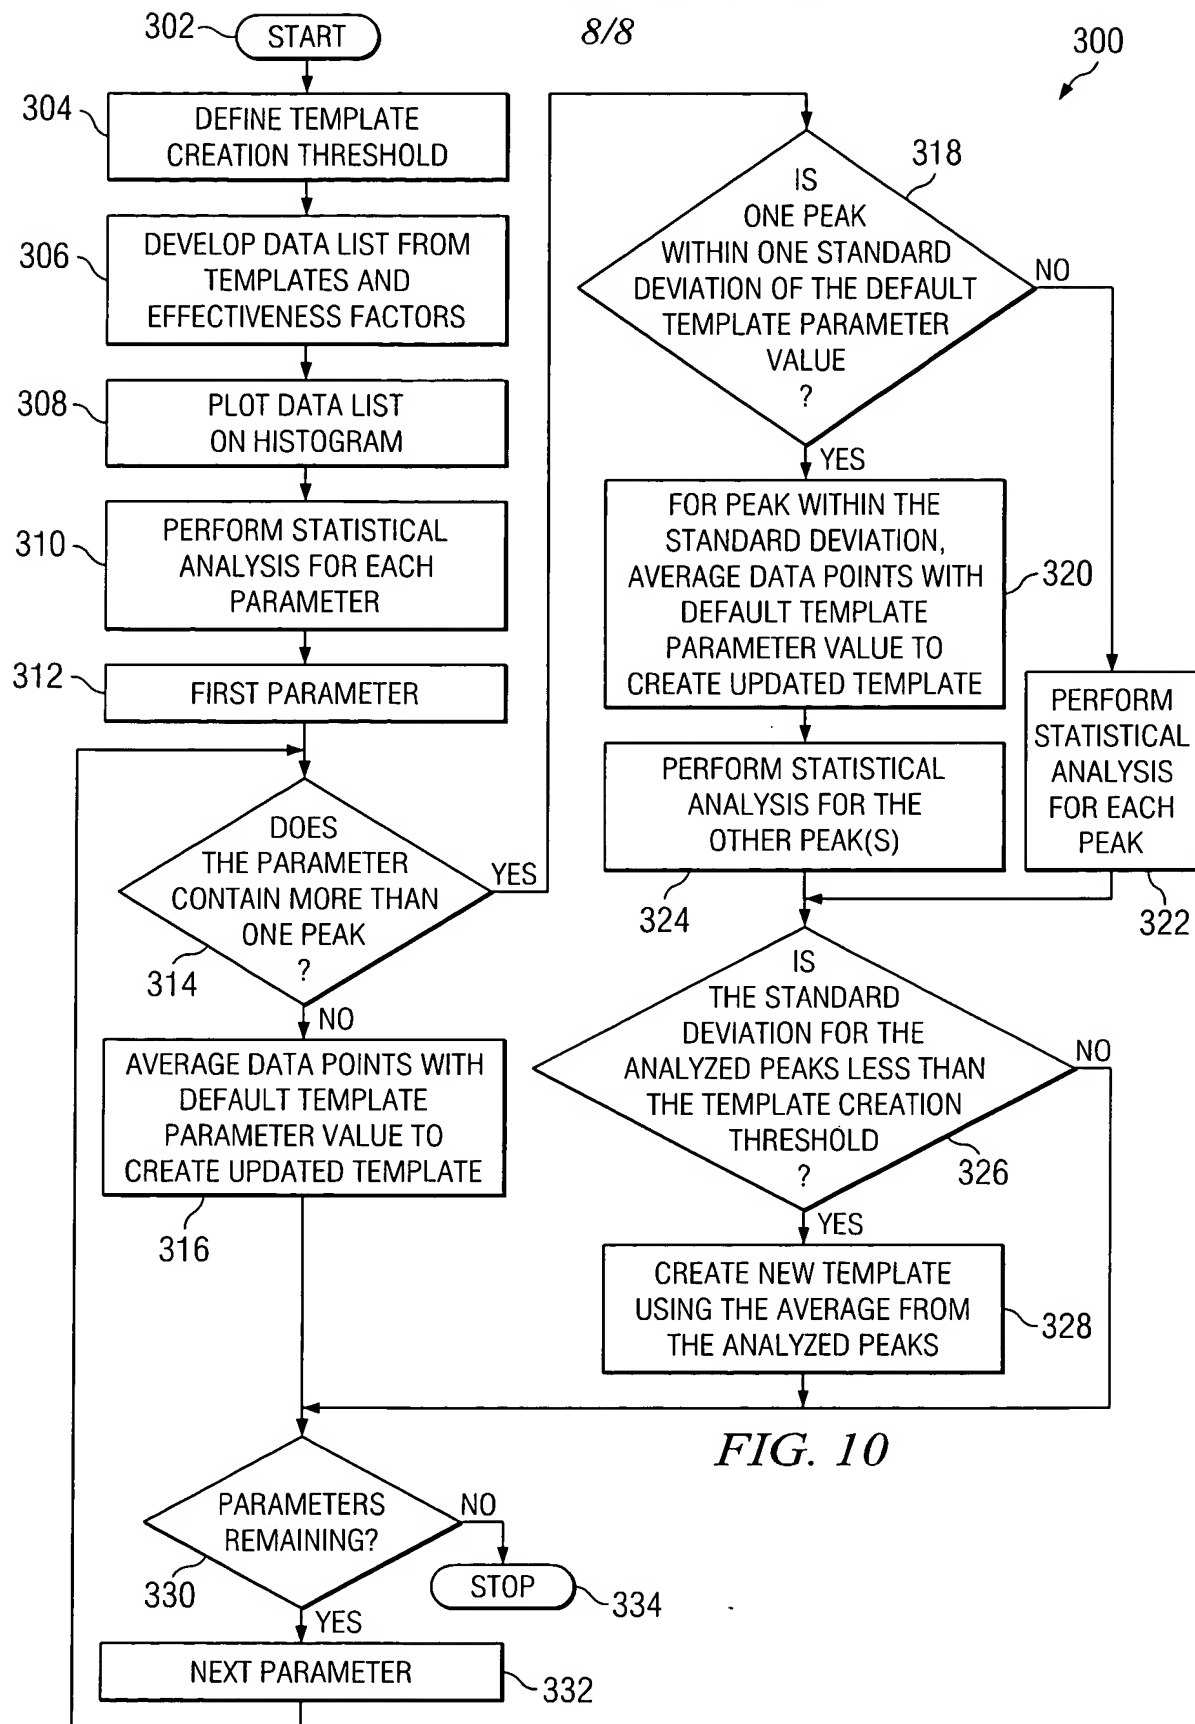 8/8
300
302
START
304
DEFINE TEMPLATE
CREATION THRESHOLD
306
DEVELOP DATA LIST FROM
TEMPLATES AND
EFFECTIVENESS FACTORS
308
PLOT DATA LIST
ON HISTOGRAM
310
PERFORM STATISTICAL
ANALYSIS FOR EACH
PARAMETER
312
FIRST PARAMETER
DOES
THE PARAMETER
CONTAIN MORE THAN
ONE PEAK
?
314
YES
NO
AVERAGE DATA POINTS WITH
DEFAULT TEMPLATE
PARAMETER VALUE TO
CREATE UPDATED TEMPLATE
316
318
IS
ONE PEAK
WITHIN ONE STANDARD
DEVIATION OF THE DEFAULT
TEMPLATE PARAMETER
VALUE
?
NO
YES
FOR PEAK WITHIN THE
STANDARD DEVIATION,
AVERAGE DATA POINTS WITH
DEFAULT TEMPLATE
PARAMETER VALUE TO
CREATE UPDATED TEMPLATE
320
PERFORM STATISTICAL
ANALYSIS FOR THE
OTHER PEAK(S)
324
PERFORM
STATISTICAL
ANALYSIS
FOR EACH
PEAK
322
IS
THE STANDARD
DEVIATION FOR THE
ANALYZED PEAKS LESS THAN
THE TEMPLATE CREATION
THRESHOLD
?
326
NO
YES
CREATE NEW TEMPLATE
USING THE AVERAGE FROM
THE ANALYZED PEAKS
328
FIG. 10
PARAMETERS
REMAINING?
330
NO
STOP
334
YES
NEXT PARAMETER
332